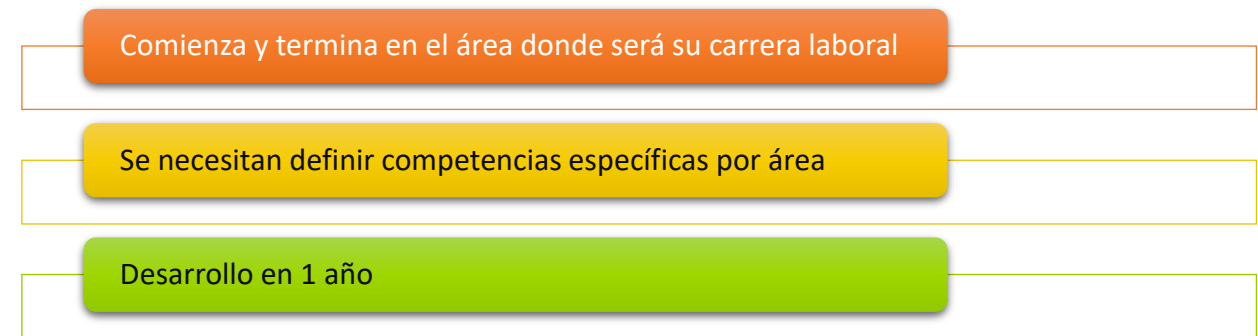 Comienza y termina en el área donde será su carrera laboral
Se necesitan definir competencias específicas por área
Desarrollo en 1 año